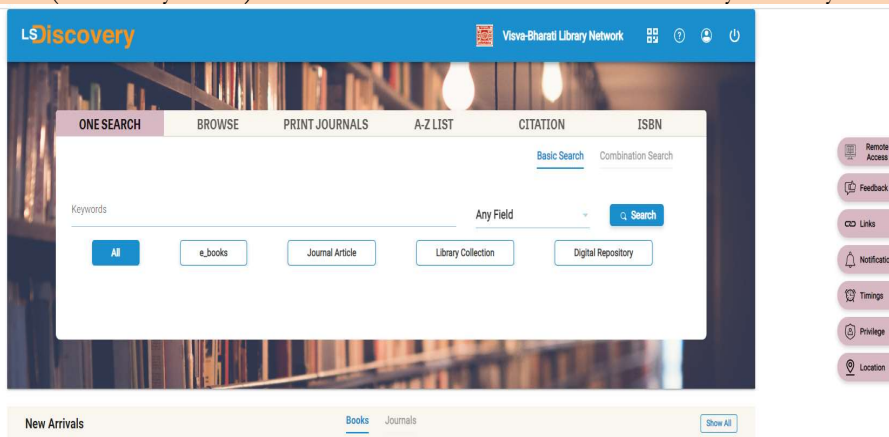 LSDiscovery
Visva-Bharati Library Network
ONE SEARCH BROWSE PRINT JOURNALS A-Z LIST CITATION ISBN
Basic Search Combination Search
Keywords
Any Field
Search
All e_books Journal Article Library Collection Digital Repository
Remote Access
Feedback
Links
Notificatio
Timings
Privilege
Location
New Arrivals Books Journals Show All